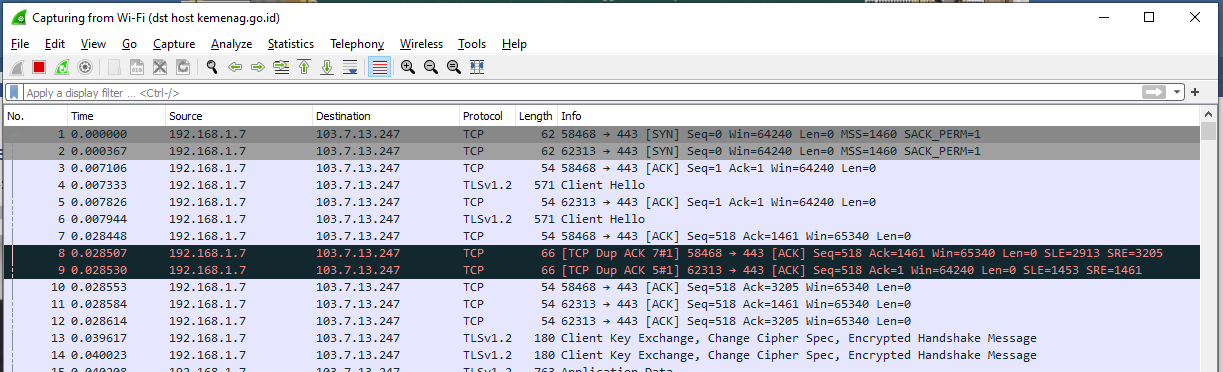 Capturing from Wi-Fi (dst host kemenag.go.id)
File Edit View Go Capture Analyze Statistics Telephony Wireless Tools Help
Apply a display filter ... <Ctrl-/>
No. Time Source Destination Protocol Length Info
1 0.000000 192.168.1.7 103.7.13.247 TCP 62 58468 → 443 [SYN] Seq=0 Win=64240 Len=0 MSS=1460 SACK_PERM=1
2 0.000367 192.168.1.7 103.7.13.247 TCP 62 62313 → 443 [SYN] Seq=0 Win=64240 Len=0 MSS=1460 SACK_PERM=1
3 0.007106 192.168.1.7 103.7.13.247 TCP 54 58468 → 443 [ACK] Seq=1 Ack=1 Win=64240 Len=0
4 0.007333 192.168.1.7 103.7.13.247 TLSv1.2 571 Client Hello
5 0.007826 192.168.1.7 103.7.13.247 TCP 54 62313 → 443 [ACK] Seq=1 Ack=1 Win=64240 Len=0
6 0.007944 192.168.1.7 103.7.13.247 TLSv1.2 571 Client Hello
7 0.028448 192.168.1.7 103.7.13.247 TCP 54 58468 → 443 [ACK] Seq=518 Ack=1461 Win=65340 Len=0
8 0.028507 192.168.1.7 103.7.13.247 TCP 66 [TCP Dup ACK 7#1] 58468 → 443 [ACK] Seq=518 Ack=1461 Win=65340 Len=0 SLE=2913 SRE=3205
9 0.028530 192.168.1.7 103.7.13.247 TCP 66 [TCP Dup ACK 5#1] 62313 → 443 [ACK] Seq=518 Ack=1 Win=64240 Len=0 SLE=1453 SRE=1461
10 0.028553 192.168.1.7 103.7.13.247 TCP 54 58468 → 443 [ACK] Seq=518 Ack=3205 Win=65340 Len=0
11 0.028584 192.168.1.7 103.7.13.247 TCP 54 62313 → 443 [ACK] Seq=518 Ack=1461 Win=65340 Len=0
12 0.028614 192.168.1.7 103.7.13.247 TCP 54 62313 → 443 [ACK] Seq=518 Ack=3205 Win=65340 Len=0
13 0.039617 192.168.1.7 103.7.13.247 TLSv1.2 180 Client Key Exchange, Change Cipher Spec, Encrypted Handshake Message
14 0.040023 192.168.1.7 103.7.13.247 TLSv1.2 180 Client Key Exchange, Change Cipher Spec, Encrypted Handshake Message
15 0.040208 192.168.1.7 103.7.13.247 TLSv1.2 763 Application Data